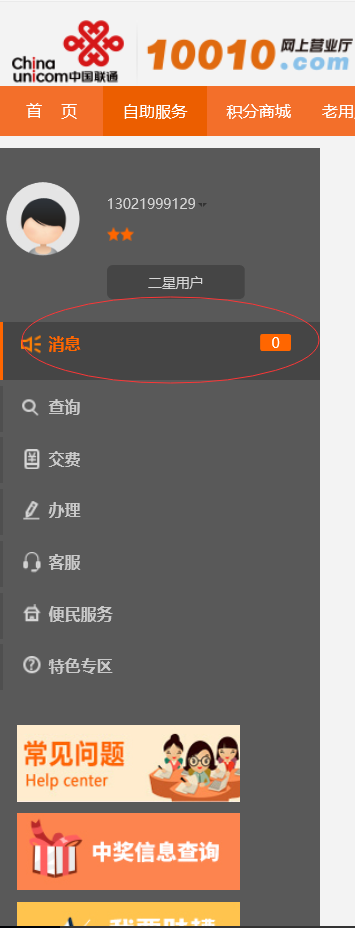 China
unicom中国联通
10010 网上营业厅
.com
首 页 自助服务 积分商城 老用
13021999129
二星用户
消息 0
查询
交费
办理
客服
便民服务
特色专区
常见问题
Help center
中奖信息查询